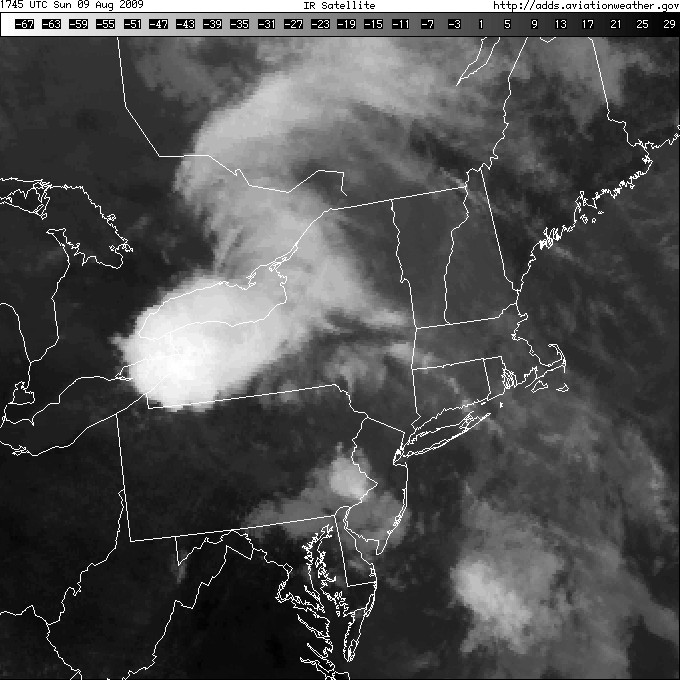 1745 UTC Sun 09 Aug 2009 IR Satellite http://adds.aviationweather.gov
-67 -63 -59 -55 -51 -47 -43 -39 -35 -31 -27 -23 -19 -15 -11 -7 -3 1 5 9 13 17 21 25 29